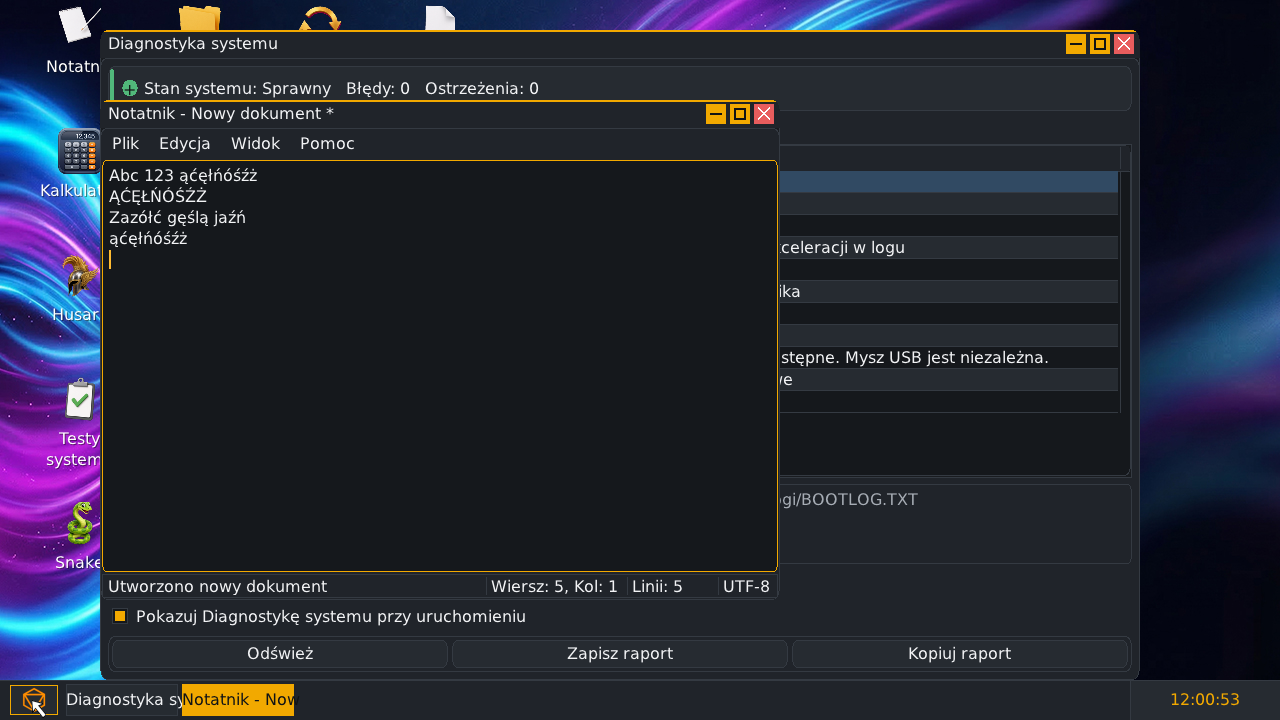 Diagnostyka systemu
Stan systemu: Sprawny Błędy: 0 Ostrzeżenia: 0
Notatnik - Nowy dokument *
Plik Edycja Widok Pomoc
Abc 123 ąćęłńóśźż
ĄĆĘŁŃÓŚŹŻ
Zazółć gęślą jaźń
ąćęłńóśźż
Utworzono nowy dokument Wiersz: 5, Kol: 1 Linii: 5 UTF-8
celeracji w logu
ika
stępne. Mysz USB jest niezależna.
we
ogi/BOOTLOG.TXT
Pokazuj Diagnostykę systemu przy uruchomieniu
Odśwież Zapisz raport Kopiuj raport
Notatn
12345
Kalkula
Husar
Testy
system
Snake
Diagnostyka sy Notatnik - Now 12:00:53